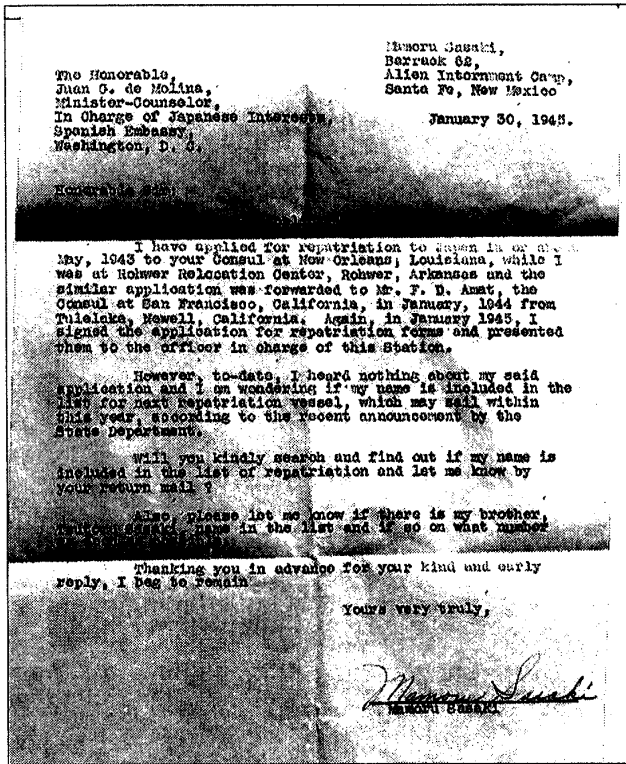 Mamoru Sasaki,
Barrack 62,
Alien Internment Camp,
Santa Fe, New Mexico
January 30, 1945.
The Honorable,
Juan G. de Molina,
Minister-Counselor,
In Charge of Japanese Interests,
Spanish Embassy,
Washington, D. C.
Honorable Sir:
I have applied for repatriation to Japan in or about
May, 1943 to your Consul at New Orleans, Louisiana, while I
was at Rohwer Relocation Center, Rohwer, Arkansas and the
similar application was forwarded to Mr. F. D. Amat, the
Consul at San Francisco, California, in January, 1944 from
Tulelake, Newell, California. Again, in January 1945, I
signed the application for repatriation forms and presented
them to the officer in charge of this Station.
However, to-date, I heard nothing about my said
application and I am wondering if my name is included in the
list for next repatriation vessel, which may sail within
this year, according to the recent announcement by the
State Department.
Will you kindly search and find out if my name is
included in the list of repatriation and let me know by
your return mail ?
Also, please let me know if there is my brother,
Sasaki, name in the list and if so on what number
Thanking you in advance for your kind and early
reply, I beg to remain
Yours very truly,
Mamoru Sasaki
Mamoru Sasaki